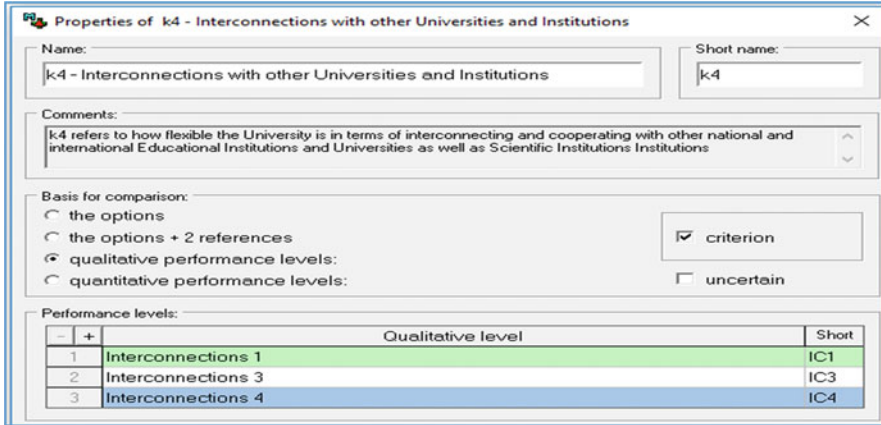 Properties of k4 - Interconnections with other Universities and Institutions
Name:
Short name:
k4 - Interconnections with other Universities and Institutions
k4
Comments:
k4 refers to how flexible the University is in terms of interconnecting and cooperating with other national and
international Educational Institutions and Universities as well as Scientific Institutions Institutions
Basis for comparison:
the options
the options + 2 references
criterion
qualitative performance levels:
quantitative performance levels:
uncertain
Performance levels:
- + Qualitative level Short
1 Interconnections 1 IC1
2 Interconnections 3 IC3
3 Interconnections 4 IC4